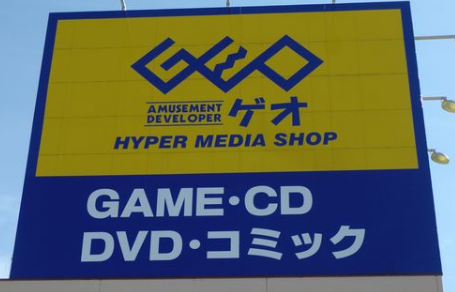 GEO
AMUSEMENT
DEVELOPER ゲオ
HYPER MEDIA SHOP
GAME・CD
DVD・コミック